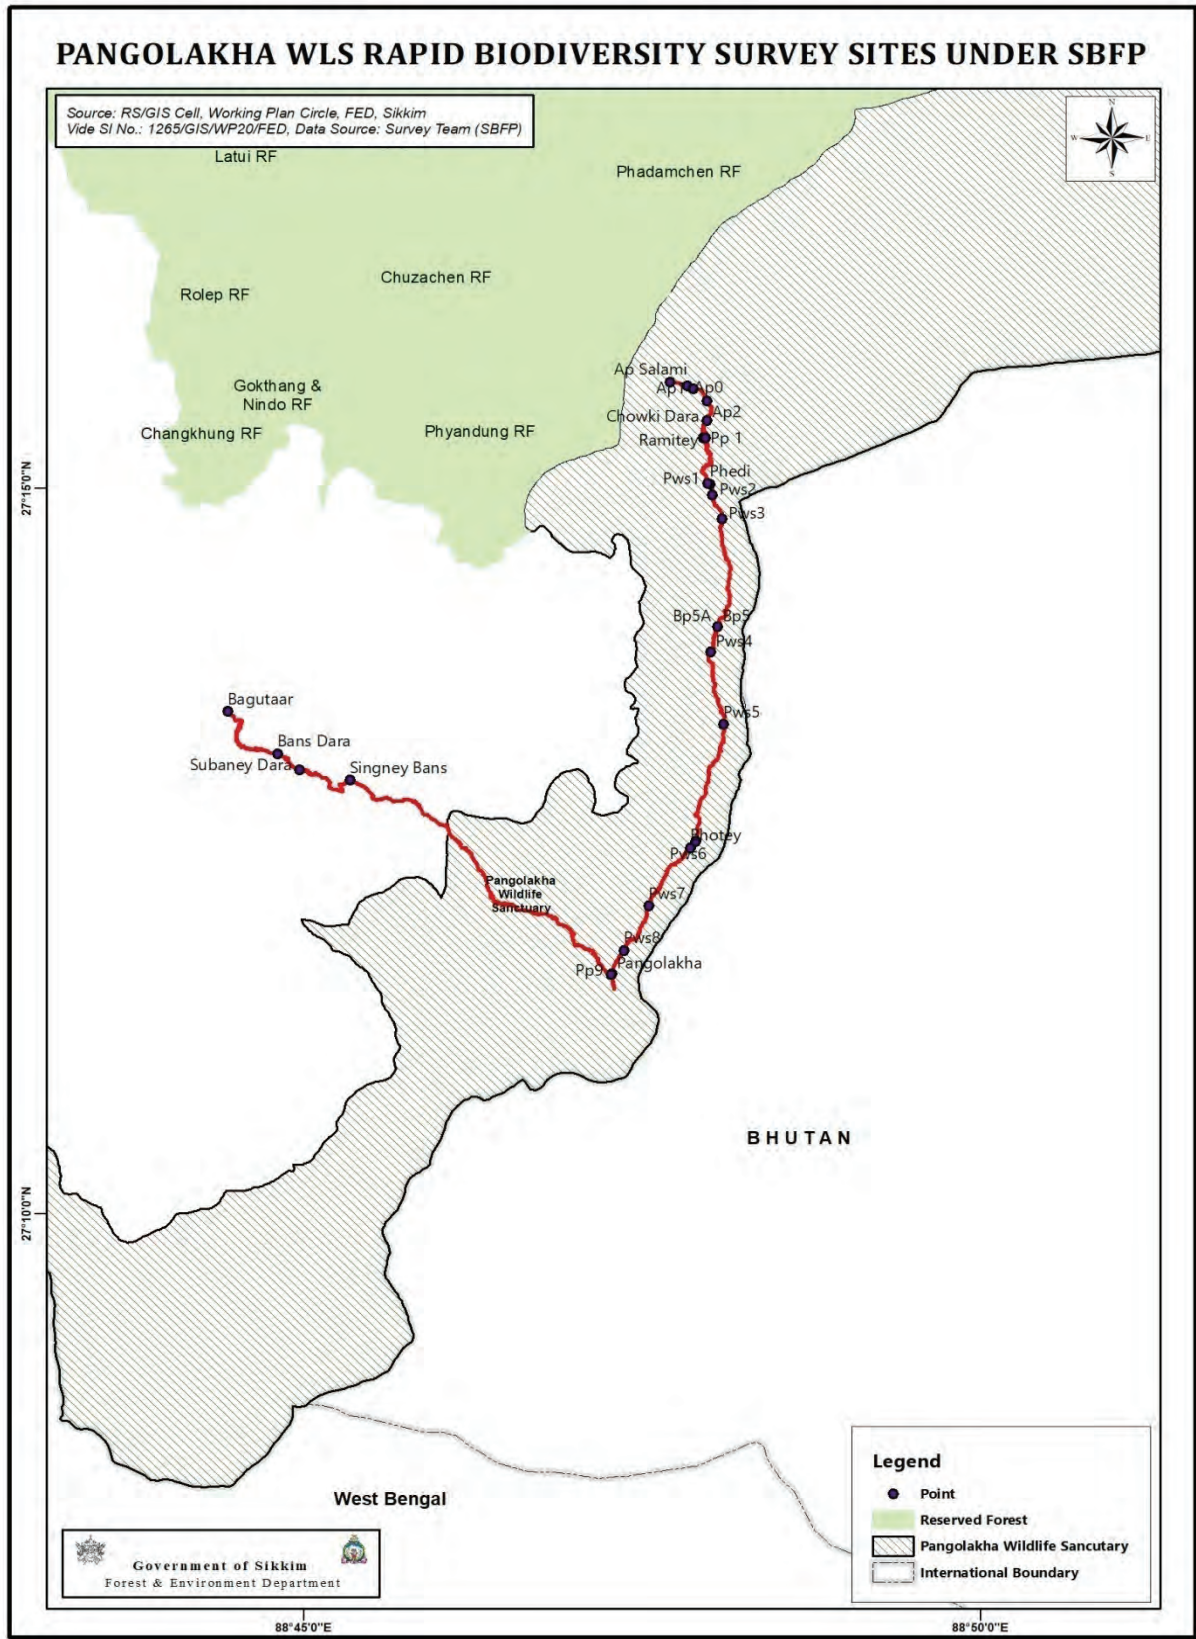 PANGOLAKHA WLS RAPID BIODIVERSITY SURVEY SITES UNDER SBFP
Source: RS/GIS Cell, Working Plan Circle, FED, Sikkim
Vide Sl No.: 1265/GIS/WP20/FED, Data Source: Survey Team (SBFP)
N
W E
S
Latui RF
Phadamchen RF
Chuzachen RF
Rolep RF
Gokthang &
Nindo RF
Changkhung RF
Phyandung RF
Ap Salami
Ap1 Ap0
Ap2
Chowki Dara
Ramitey Pp 1
Phedi
Pws1
Pws2
Pws3
27°15'0"N
Bp5A Bp5
Pws4
Pws5
Bagutaar
Bans Dara
Subaney Dara
Singney Bans
Photey
Pws6
Pangolakha
Wildlife
Sanctuary
Pws7
Pws8
Pp9 Pangolakha
BHUTAN
27°10'0"N
West Bengal
Government of Sikkim
Forest & Environment Department
Legend
Point
Reserved Forest
Pangolakha Wildlife Sancutary
International Boundary
88°45'0"E
88°50'0"E